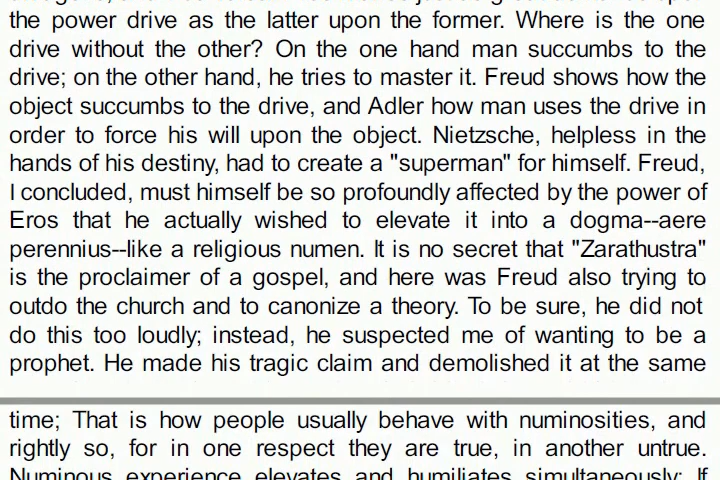 the power drive as the latter upon the former. Where is the one
drive without the other? On the one hand man succumbs to the
drive; on the other hand, he tries to master it. Freud shows how the
object succumbs to the drive, and Adler how man uses the drive in
order to force his will upon the object. Nietzsche, helpless in the
hands of his destiny, had to create a "superman" for himself. Freud,
I concluded, must himself be so profoundly affected by the power of
Eros that he actually wished to elevate it into a dogma--aere
perennius--like a religious numen. It is no secret that "Zarathustra"
is the proclaimer of a gospel, and here was Freud also trying to
outdo the church and to canonize a theory. To be sure, he did not
do this too loudly; instead, he suspected me of wanting to be a
prophet. He made his tragic claim and demolished it at the same
time; That is how people usually behave with numinosities, and
rightly so, for in one respect they are true, in another untrue.
Numinous experience elevates and humiliates simultaneously; If